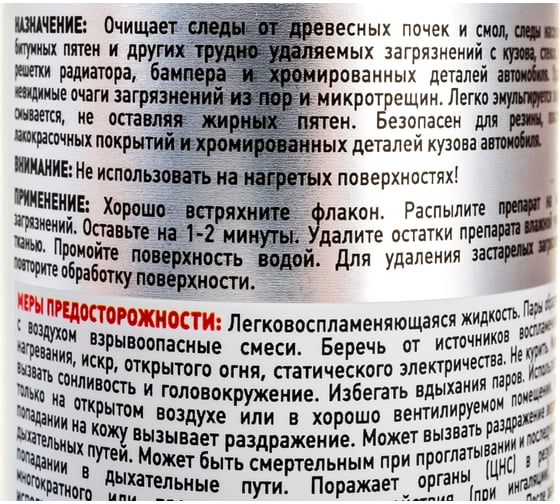 НАЗНАЧЕНИЕ: Очищает следы от древесных почек и смол, следы
битумных пятен и других трудно удаляемых загрязнений с кузова,
решетки радиатора, бампера и хромированных деталей автомобиля.
невидимые очаги загрязнений из пор и микротрещин. Легко эмульгируется
смывается, не оставляя жирных пятен. Безопасен для резины,
лакокрасочных покрытий и хромированных деталей кузова автомобиля.
ВНИМАНИЕ: Не использовать на нагретых поверхностях!
ПРИМЕНЕНИЕ: Хорошо встряхните флакон. Распылите препарат на
загрязнений. Оставьте на 1-2 минуты. Удалите остатки препарата влажной
тканью. Промойте поверхность водой. Для удаления застарелых
повторите обработку поверхности.
МЕРЫ ПРЕДОСТОРОЖНОСТИ: Легковоспламеняющаяся жидкость. Пары
с воздухом взрывоопасные смеси. Беречь от источников
нагревания, искр, открытого огня, статического электричества. Не курить.
вызвать сонливость и головокружение. Избегать вдыхания паров.
только на открытом воздухе или в хорошо вентилируемом
попадании на кожу вызывает раздражение. Может вызвать раздражение
дыхательных путей. Может быть смертельным при проглатывании и
попадании в дыхательные пути. Поражает органы (ЦНС) в
многократного или (при